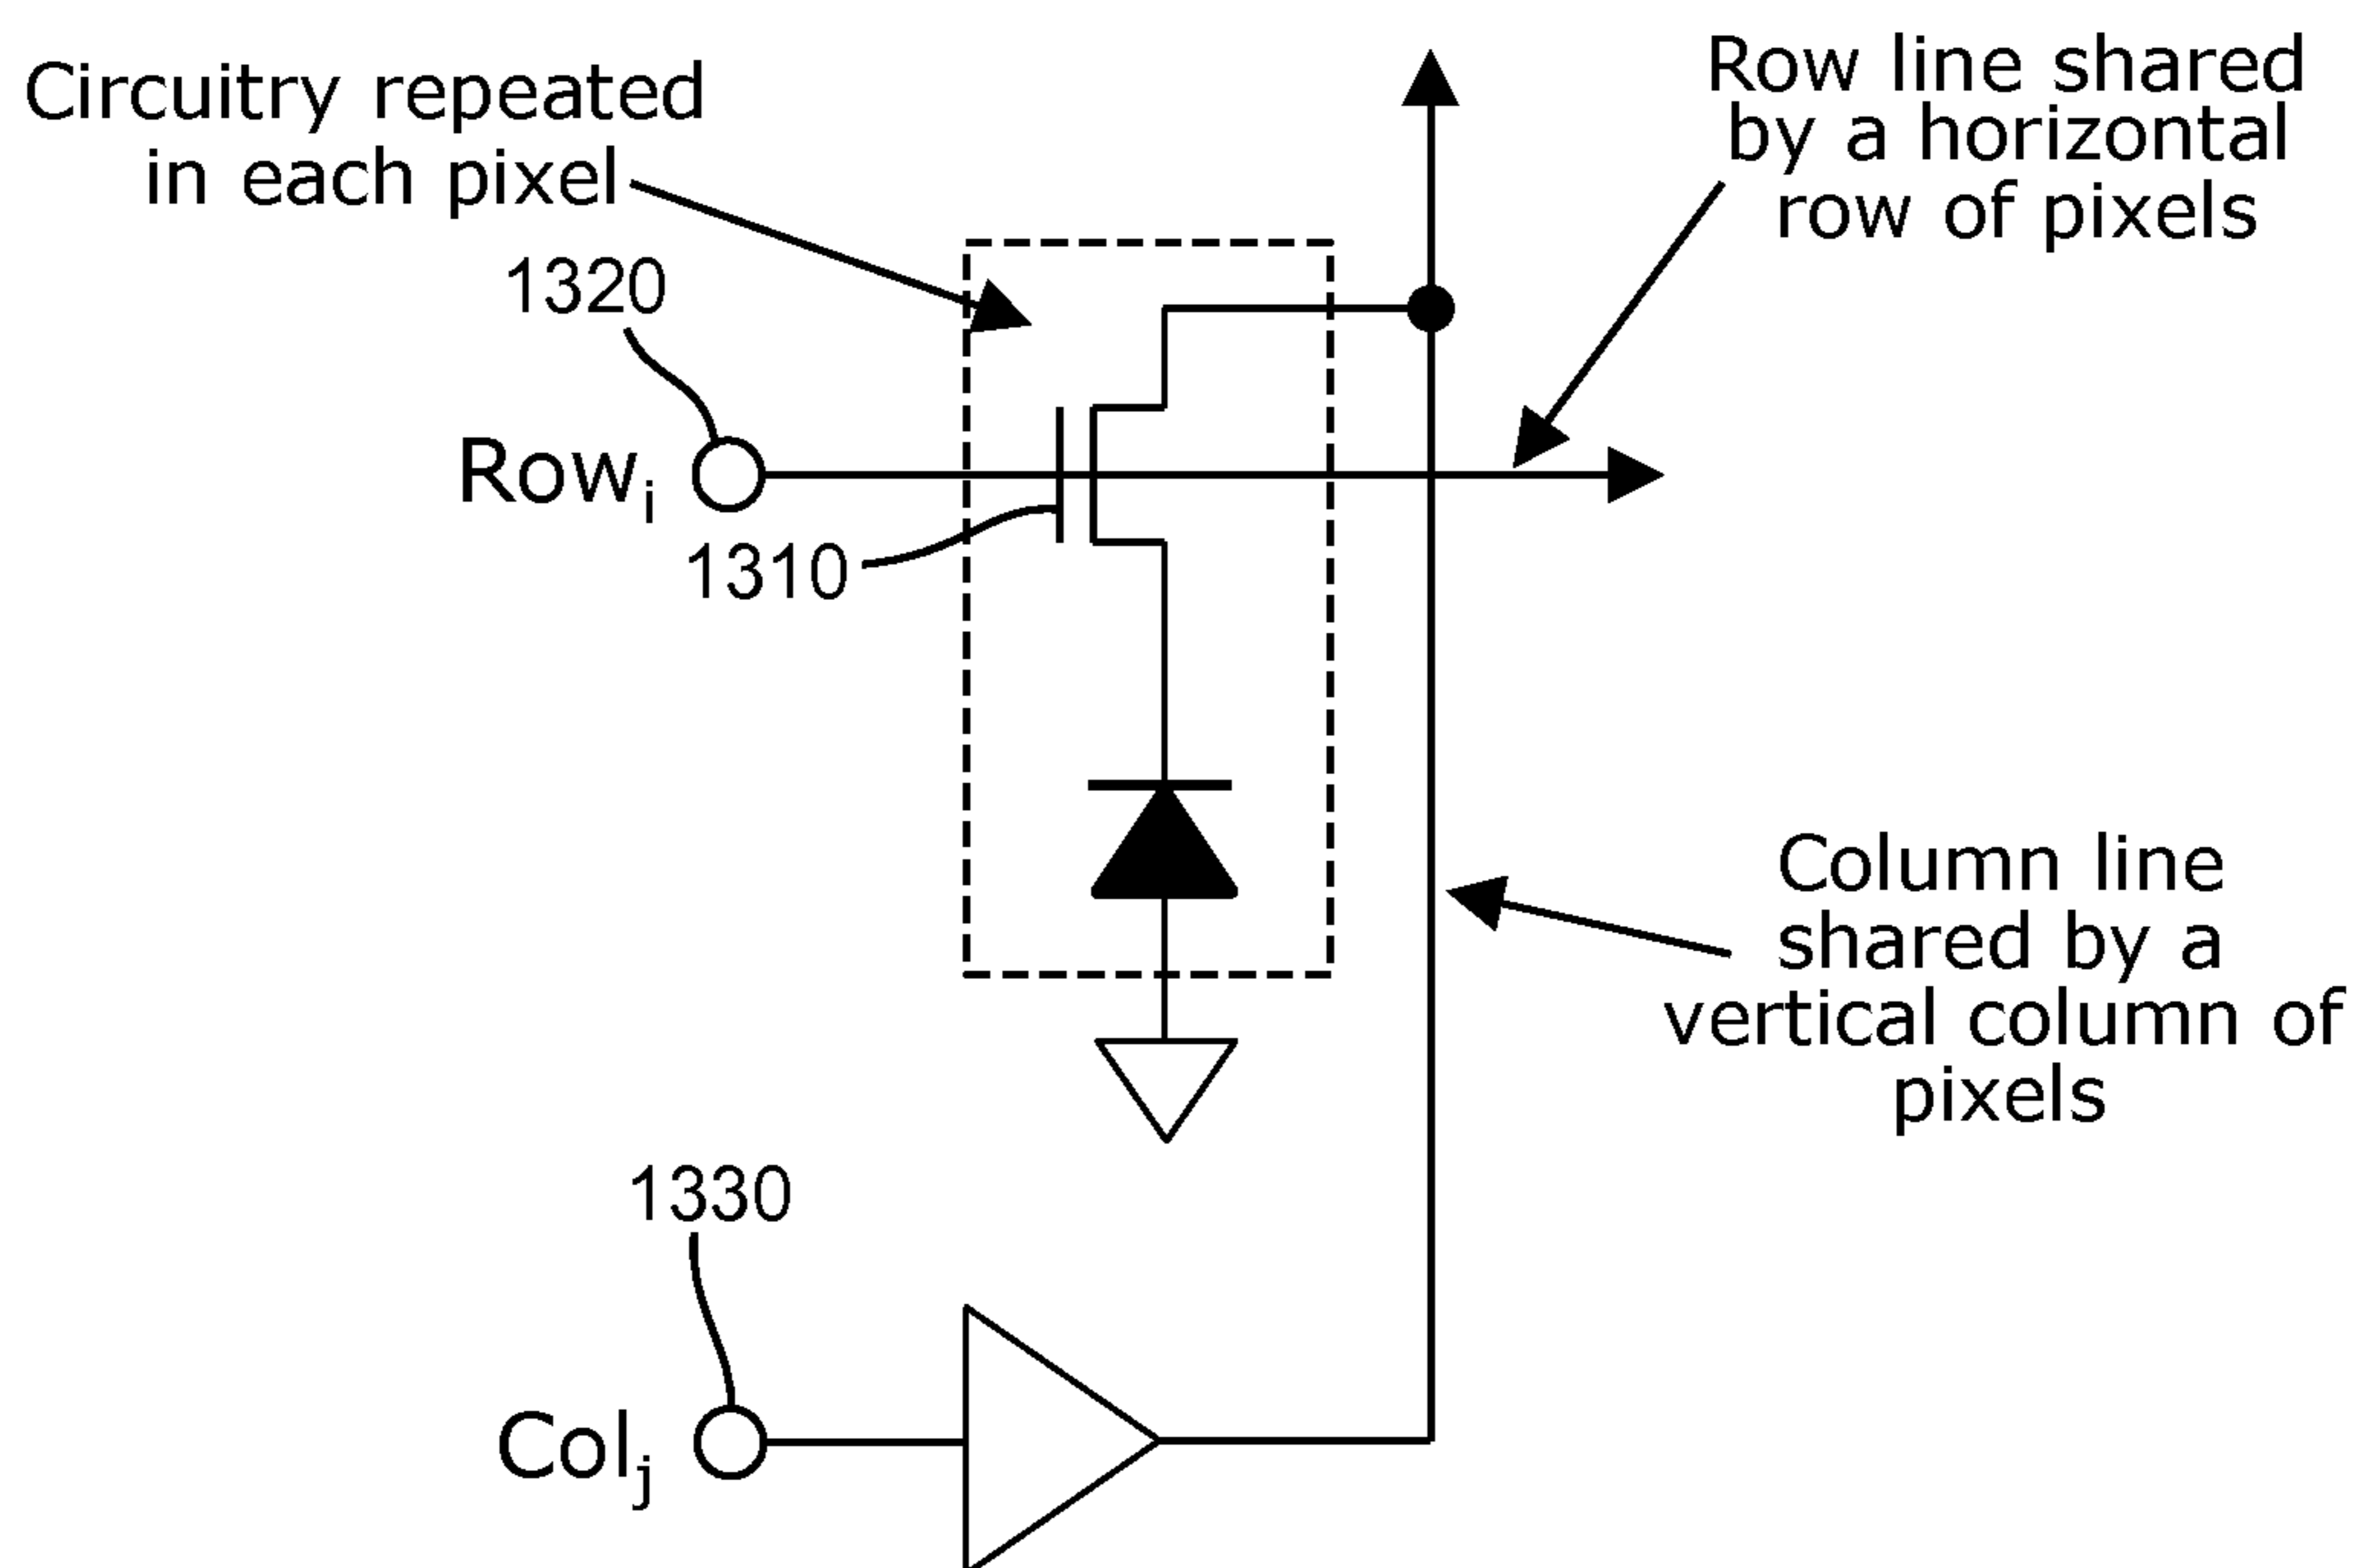 Circuitry repeated
in each pixel
Row line shared
by a horizontal
row of pixels
1320
Rowi
1310
Column line
shared by a
vertical column of
pixels
1330
Colj